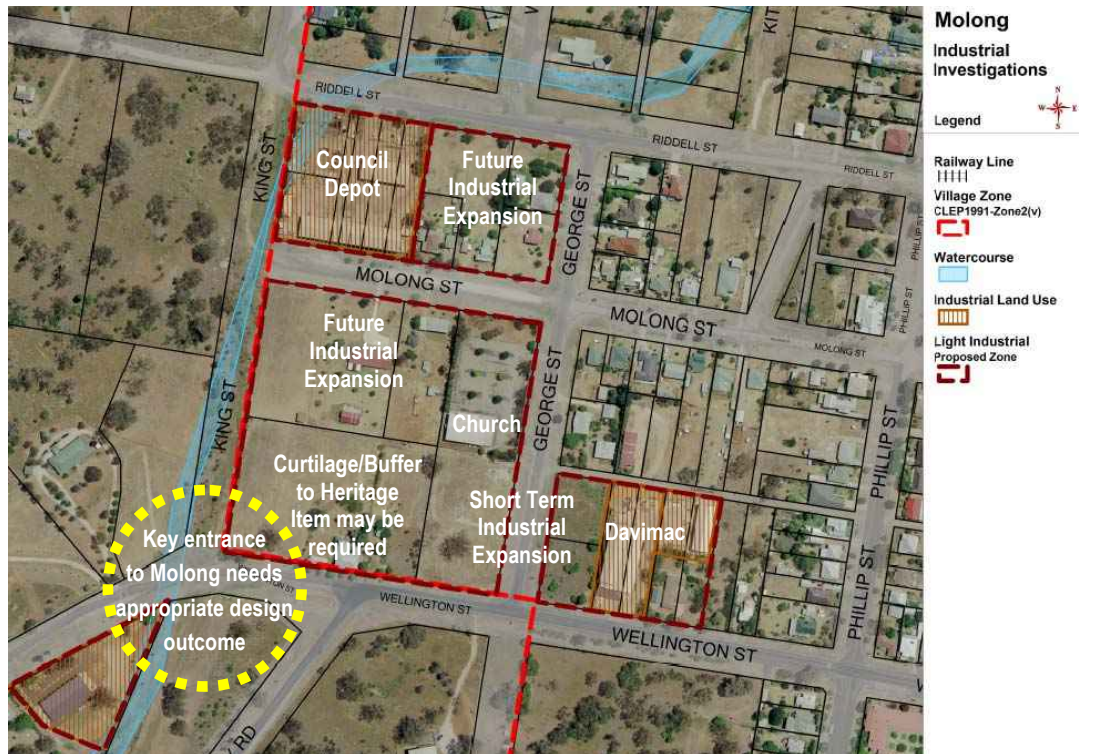 Molong
Industrial
Investigations
N
W E
S
Legend
Railway Line
Village Zone
CLEP1991-Zone2(v)
Watercourse
Industrial Land Use
Light Industrial
Proposed Zone
RIDDELL ST
RIDDELL ST
RIDDELL ST
KING ST
Council
Depot
Future
Industrial
Expansion
GEORGE ST
PHILLIP ST
PHILLIP ST
MOLONG ST
MOLONG ST
MOLONG ST
Future
Industrial
Expansion
KING ST
Church
GEORGE ST
PHILLIP ST
Curtilage/Buffer
to Heritage
Item may be
required
Short Term
Industrial
Expansion
Davimac
Key entrance
to Molong needs
appropriate design
outcome
WELLINGTON ST
WELLINGTON ST
PHILLIP ST
RD